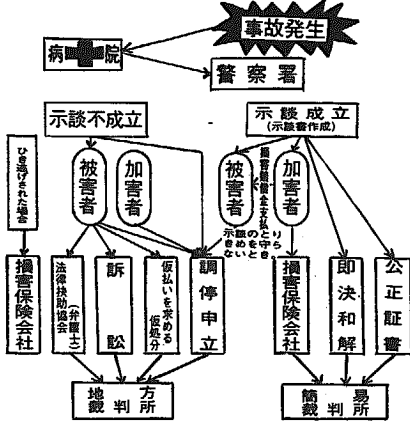 事故発生
病院
警察署
示談不成立
示談成立
(示談書作成)
ひき逃げされた場合
被害者
加害者
被害者
損害賠償金支払と守き
加害者
示談のとり
きめをら
ないと。
損害保険会社
法律扶助協会
(弁護士)
訴訟
仮払いを求める
仮処分
調停申立
損害保険会社
即決和解
公正証書
地方
裁判所
簡易
裁判所